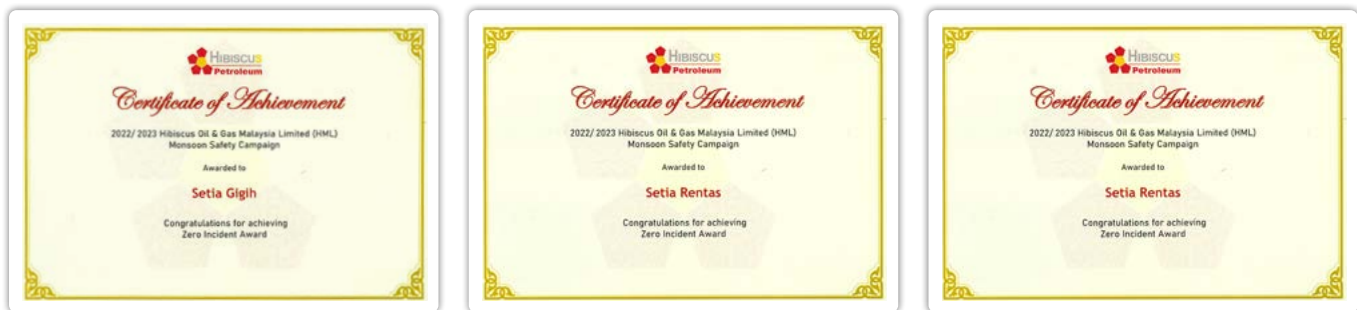 HIBISCUS
Petroleum
Certificate of Achievement
2022/ 2023 Hibiscus Oil & Gas Malaysia Limited (HML)
Monsoon Safety Campaign
Awarded to
Setia Gigih
Congratulations for achieving
Zero Incident Award
HIBISCUS
Petroleum
Certificate of Achievement
2022/ 2023 Hibiscus Oil & Gas Malaysia Limited (HML)
Monsoon Safety Campaign
Awarded to
Setia Rentas
Congratulations for achieving
Zero Incident Award
HIBISCUS
Petroleum
Certificate of Achievement
2022/ 2023 Hibiscus Oil & Gas Malaysia Limited (HML)
Monsoon Safety Campaign
Awarded to
Setia Rentas
Congratulations for achieving
Zero Incident Award